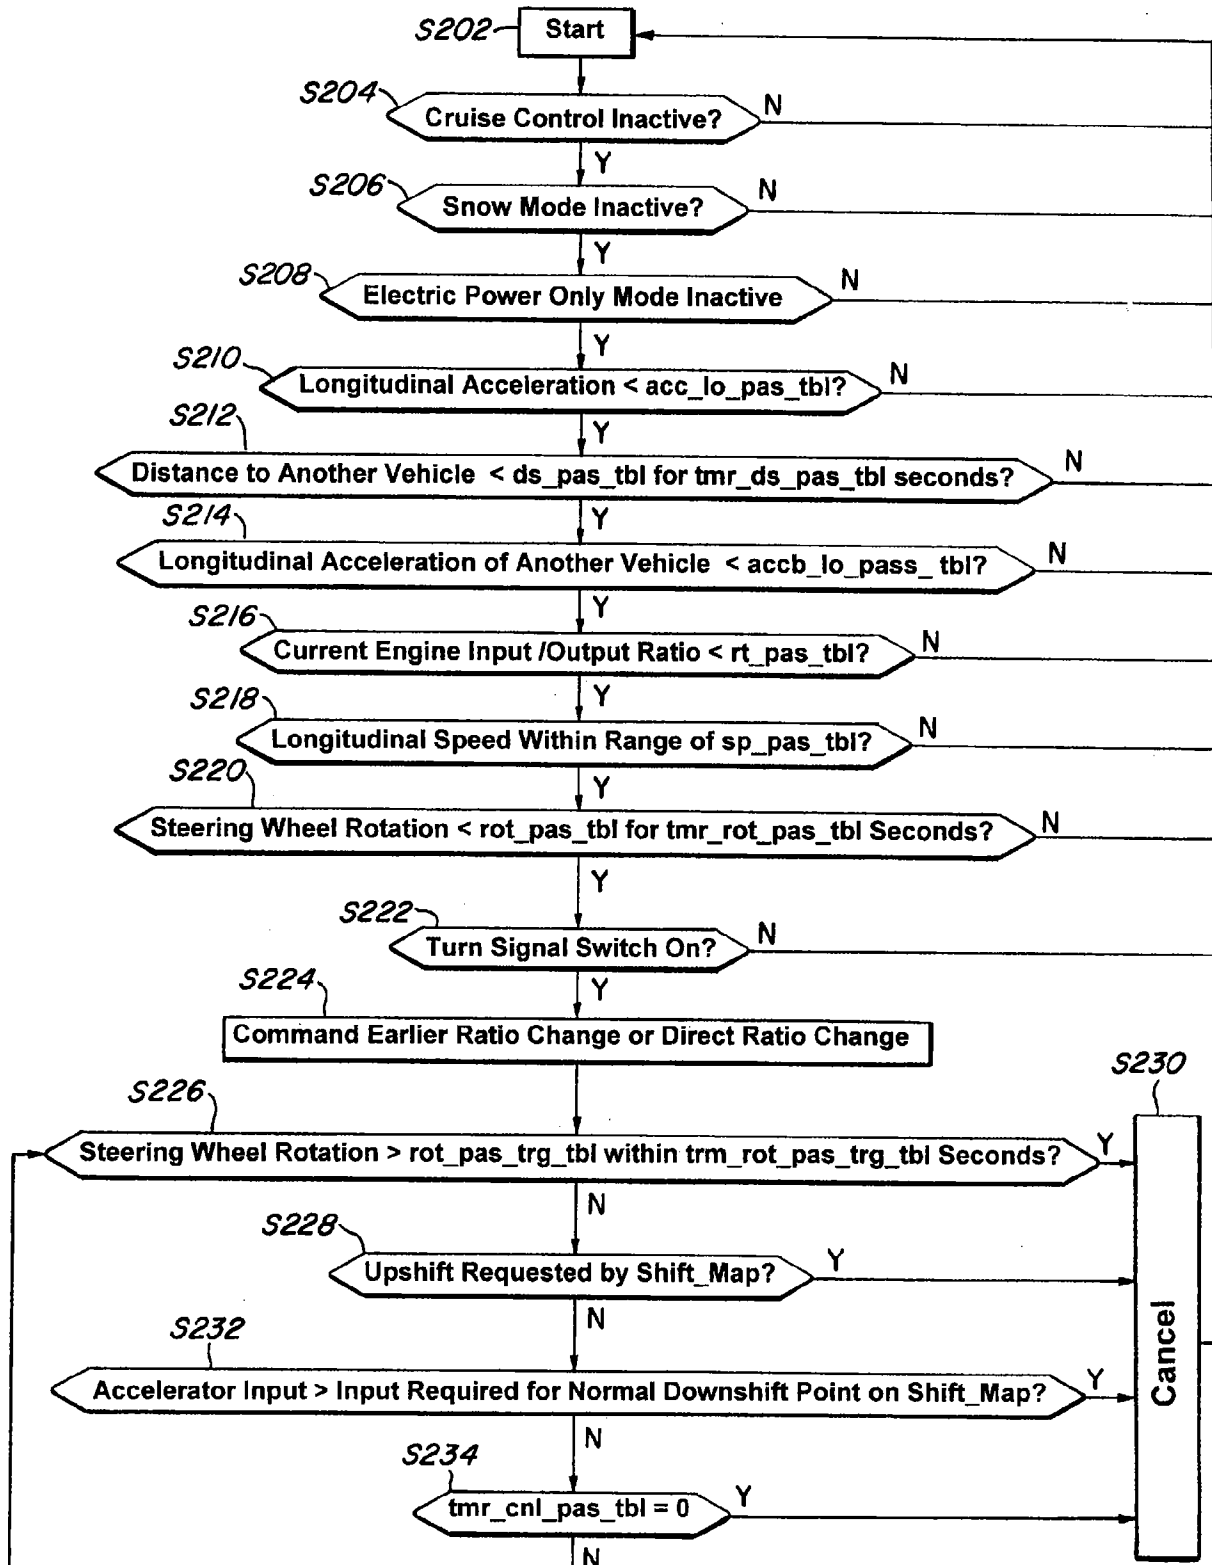 S202
Start
S204
Cruise Control Inactive?
N
Y
S206
Snow Mode Inactive?
N
Y
S208
Electric Power Only Mode Inactive
N
Y
S210
Longitudinal Acceleration < acc_lo_pas_tbl?
N
Y
S212
Distance to Another Vehicle < ds_pas_tbl for tmr_ds_pas_tbl seconds?
N
Y
S214
Longitudinal Acceleration of Another Vehicle < accb_lo_pass_ tbl?
N
Y
S216
Current Engine Input /Output Ratio < rt_pas_tbl?
N
Y
S218
Longitudinal Speed Within Range of sp_pas_tbl?
N
Y
S220
Steering Wheel Rotation < rot_pas_tbl for tmr_rot_pas_tbl Seconds?
N
Y
S222
Turn Signal Switch On?
N
Y
S224
Command Earlier Ratio Change or Direct Ratio Change
S230
Cancel
S226
Steering Wheel Rotation > rot_pas_trg_tbl within trm_rot_pas_trg_tbl Seconds?
Y
N
S228
Upshift Requested by Shift_Map?
Y
N
S232
Accelerator Input > Input Required for Normal Downshift Point on Shift_Map?
Y
N
S234
tmr_cnl_pas_tbl = 0
Y
N